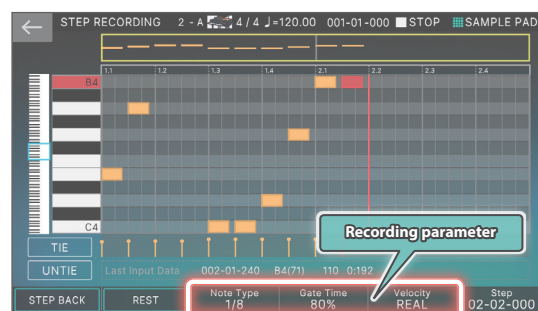 STEP RECORDING 2 - A 4 / 4 ♩=120.00 001-01-000 STOP SAMPLE PAD
1.1 1.2 1.3 1.4 2.1 2.2 2.3 2.4
B4
C4
Recording parameter
TIE
UNTIE Last Input Data 002-01-240 B4(71) 110 0:192
STEP BACK REST Note Type Gate Time Velocity Step
1/8 80% REAL 02-02-000